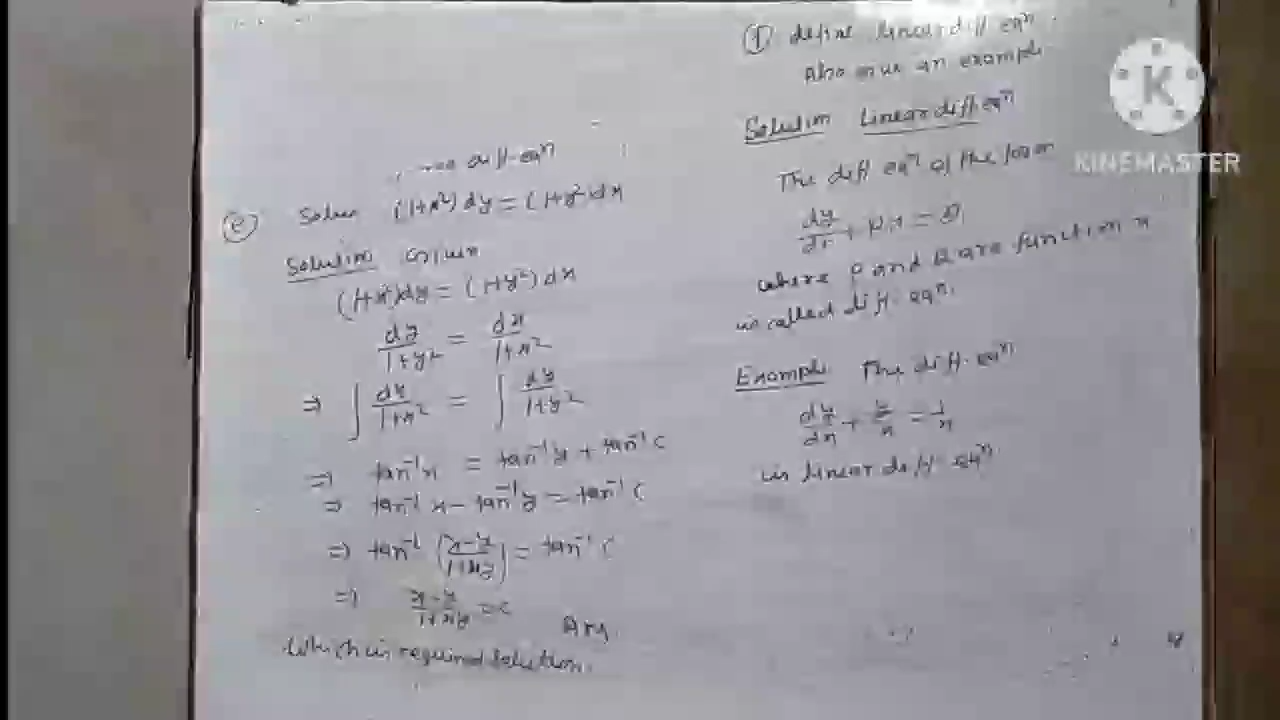 diff. eqⁿ
(e) Solve (1+x²) dy = (1+y²) dx
Solution Given
(1+x²) dy = (1+y²) dx
dy/1+y² = dx/1+x²
⇒ ∫ dx/1+x² = ∫ dy/1+y²
⇒ tan⁻¹x = tan⁻¹y + tan⁻¹ c
⇒ tan⁻¹ x - tan⁻¹y = tan⁻¹ c
⇒ tan⁻¹ (x-y/1+xy) = tan⁻¹ c
⇒ x-y/1+xy = c
Ans.
Which is required solution.
(f) define linear diff eqⁿ.
Also give an example
Solution Linear diff eqⁿ
The diff eqⁿ of the form
dy/dx + Py = Q
where P and Q are function x
is called diff. eqⁿ.
Example The diff. eqⁿ
dy/dx + y/x = 1/x
is linear diff eqⁿ
K
KINEMASTER